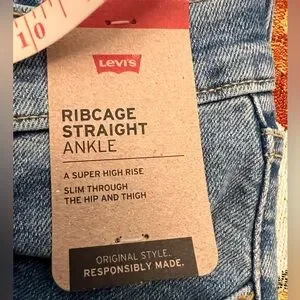 10
LEVI'S
RIBCAGE
STRAIGHT
ANKLE
A SUPER HIGH RISE
SLIM THROUGH
THE HIP AND THIGH
ORIGINAL STYLE.
RESPONSIBLY MADE.